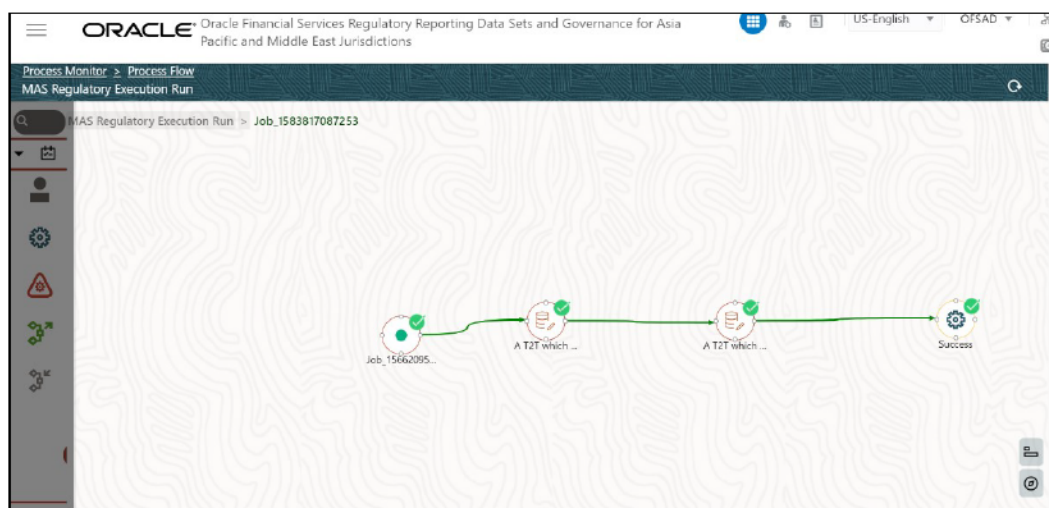 ORACLE® Oracle Financial Services Regulatory Reporting Data Sets and Governance for Asia
Pacific and Middle East Jurisdictions
US-English OFSAD
Process Monitor > Process Flow
MAS Regulatory Execution Run
MAS Regulatory Execution Run > Job_1583817087253
Job_15662095...
A T2T which ...
A T2T which ...
Success